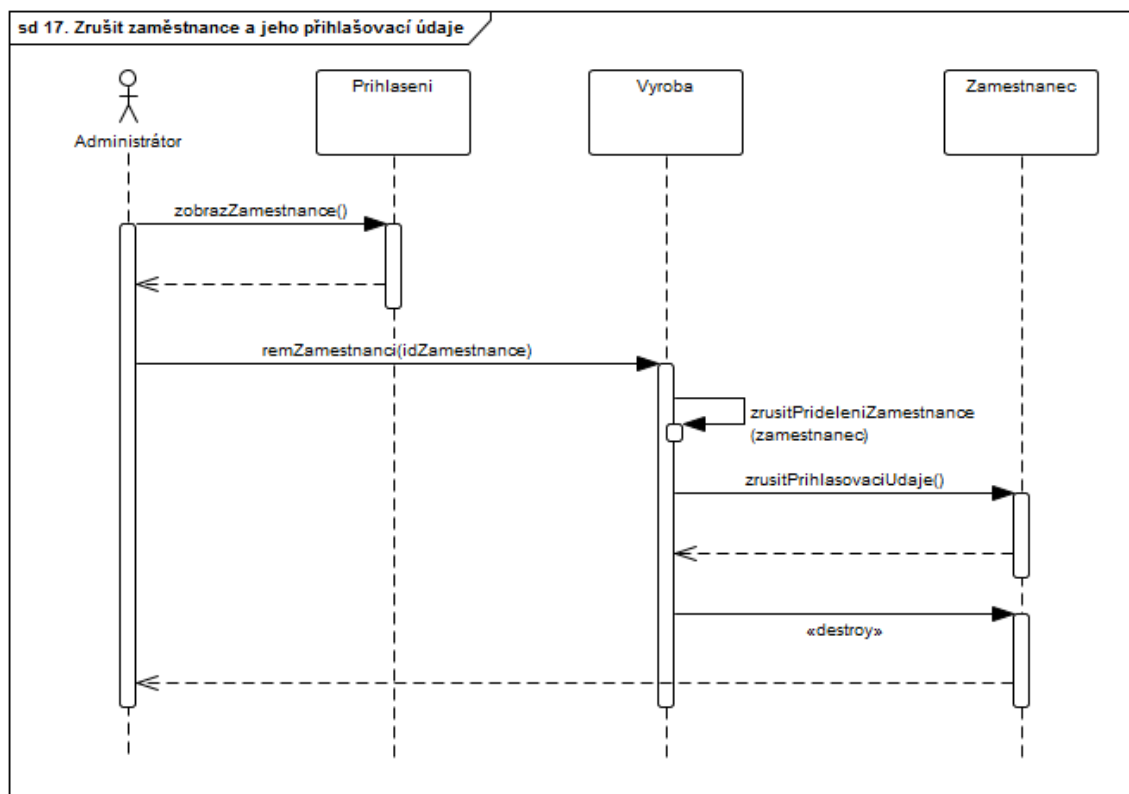 sd 17. Zrušit zaměstnance a jeho přihlašovací údaje
Prihlaseni
Vyroba
Zamestnanec
Administrátor
zobrazZamestnance()
remZamestnanci(idZamestnance)
zrusitPrideleniZamestnance
(zamestnanec)
zrusitPrihlasovaciUdaje()
«destroy»